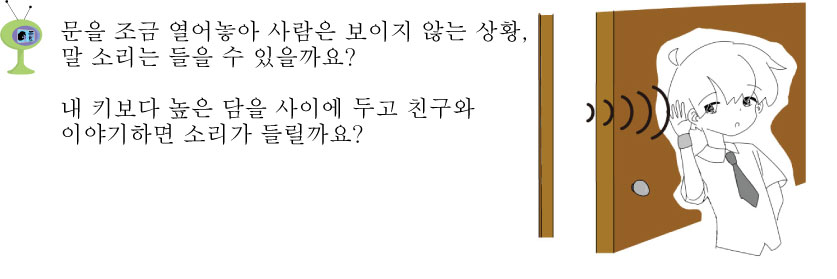 문을 조금 열어놓아 사람은 보이지 않는 상황,
말 소리는 들을 수 있을까요?
내 키보다 높은 담을 사이에 두고 친구와
이야기하면 소리가 들릴까요?